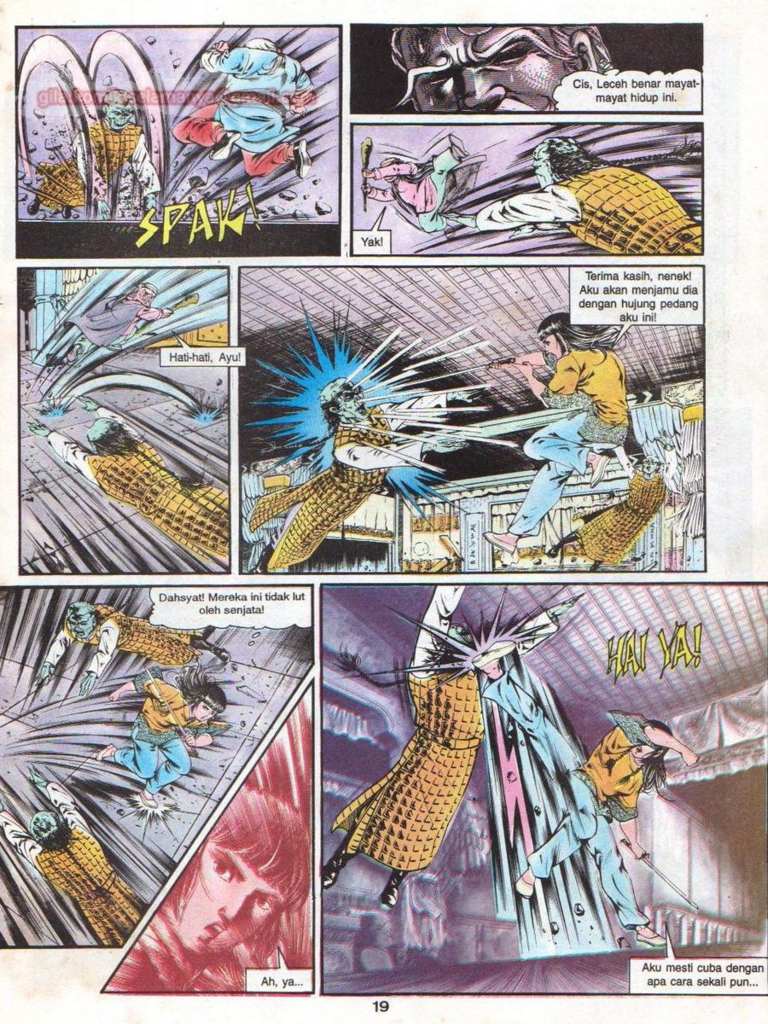 SPAK!
Cis, Leceh benar mayat-
mayat hidup ini.
Yak!
Hati-hati, Ayu!
Terima kasih, nenek!
Aku akan menjamu dia
dengan hujung pedang
aku ini!
Dahsyat! Mereka ini tidak lut
oleh senjata!
Ah, ya...
HAI YA!
Aku mesti cuba dengan
apa cara sekali pun...
19